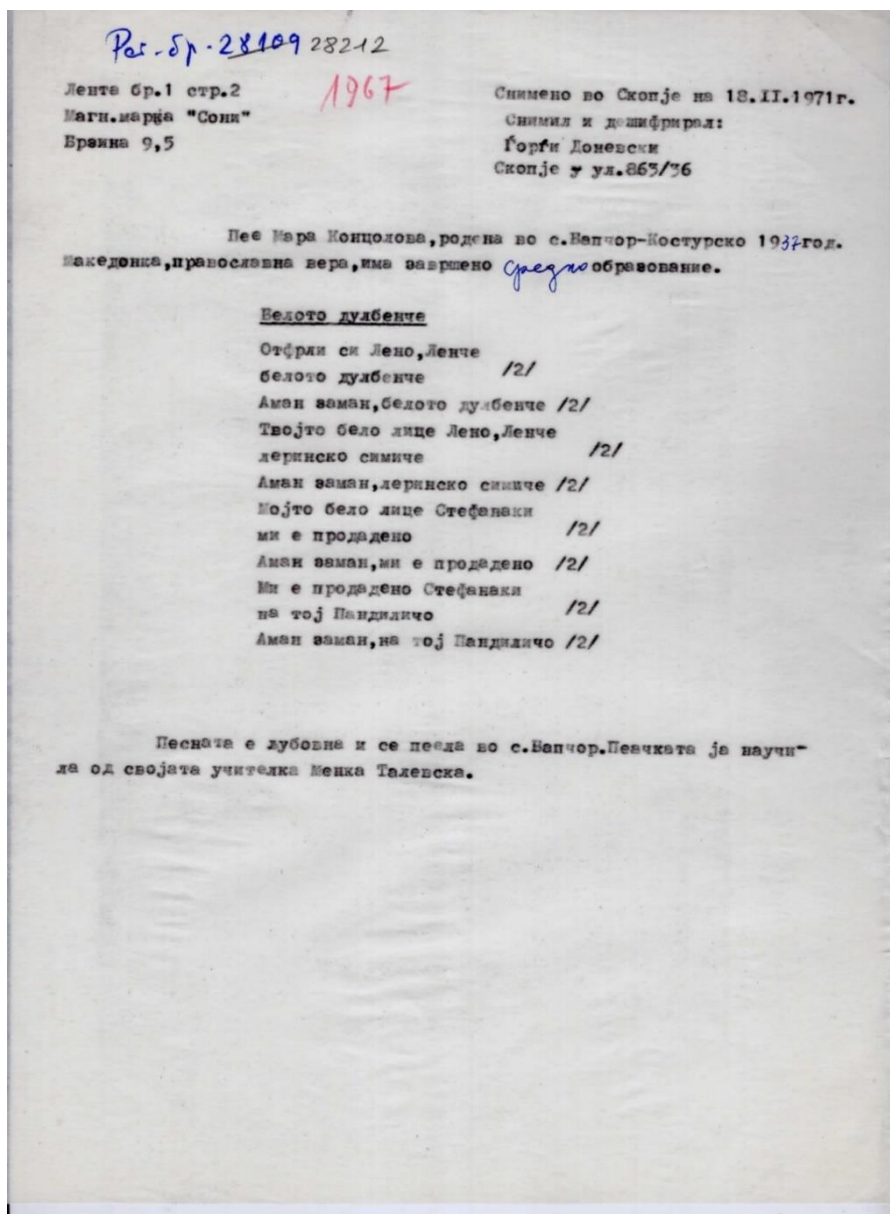 Рег. бр. 28109 28212
1967
Лента бр.1 стр.2
Магн.марка "Сони"
Брзина 9,5
Снимено во Скопје на 18.II.1971г.
Снимил и дешифрирал:
Ѓорѓи Доневски
Скопје у ул.863/36
Пее Мара Концолова,родена во с.Вапчор-Костурско 1937год.
Македонка,православна вера,има завршено средно образование.
Белото дулбенче
Отфрли си Лено,Ленче
белото дулбенче /2/
Аман заман,белото дулбенче /2/
Твојто бело лице Лено,Ленче
леринско симиче /2/
Аман заман,леринско симиче /2/
Мојто бело лице Стефанаки
ми е продадено /2/
Аман заман,ми е продадено /2/
Ми е продадено Стефанаки
на тој Пандиличо /2/
Аман заман,на тој Пандиличо /2/
Песната е љубовна и се пеела во с.Вапчор.Пеачката ја научи-
ла од својата учителка Менка Талевска.